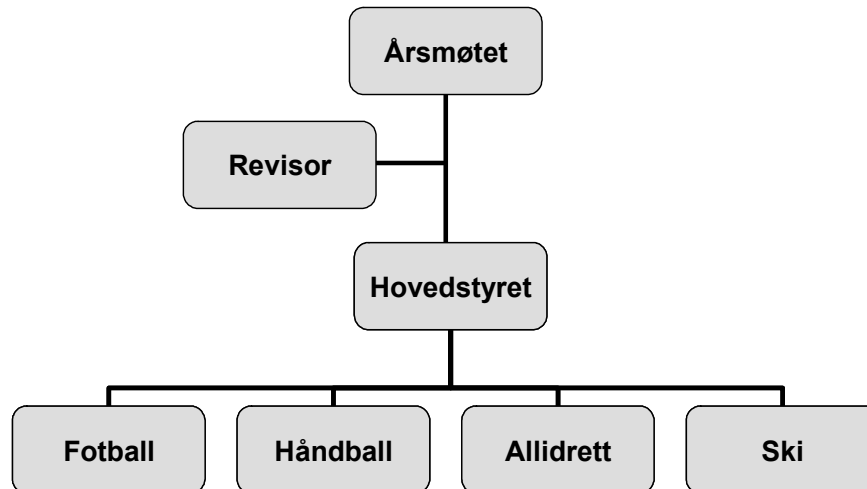 Årsmøtet
Revisor
Hovedstyret
Fotball
Håndball
Allidrett
Ski